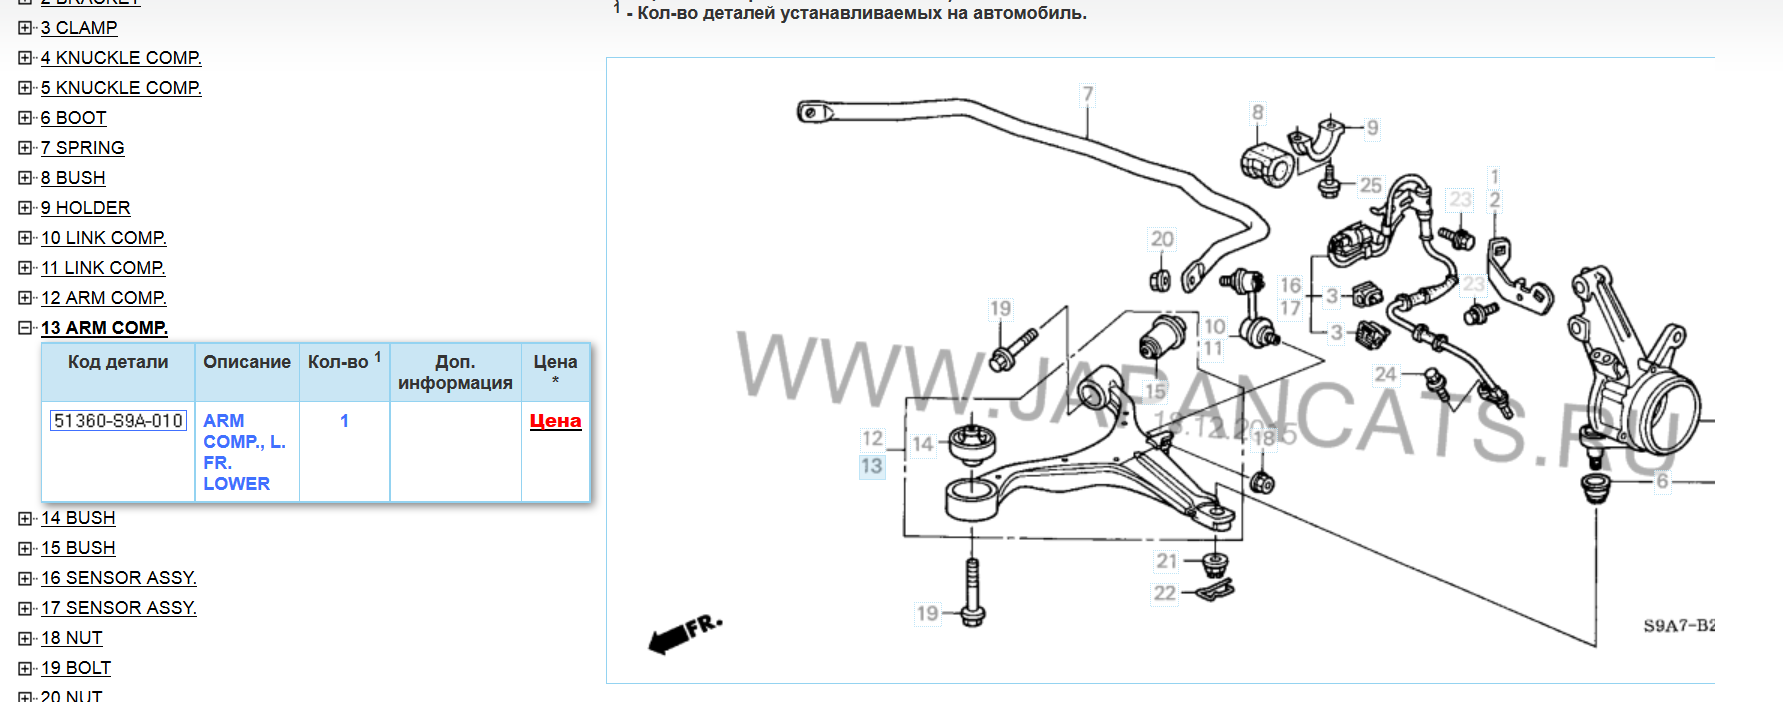 2 BRACKET
3 CLAMP
4 KNUCKLE COMP.
5 KNUCKLE COMP.
6 BOOT
7 SPRING
8 BUSH
9 HOLDER
10 LINK COMP.
11 LINK COMP.
12 ARM COMP.
13 ARM COMP.
Код детали Описание Кол-во 1 Доп. информация Цена *
51360-S9A-010 ARM COMP., L. FR. LOWER 1 Цена
14 BUSH
15 BUSH
16 SENSOR ASSY.
17 SENSOR ASSY.
18 NUT
19 BOLT
20 NUT
1 - Кол-во деталей устанавливаемых на автомобиль.
7
8
9
25
1
2
23
20
16
17
3
3
23
19
10
11
15
24
12
13
14
18
6
21
22
19
WWW.JAPANCATS.RU
18.12.2015
FR.
S9A7-B2